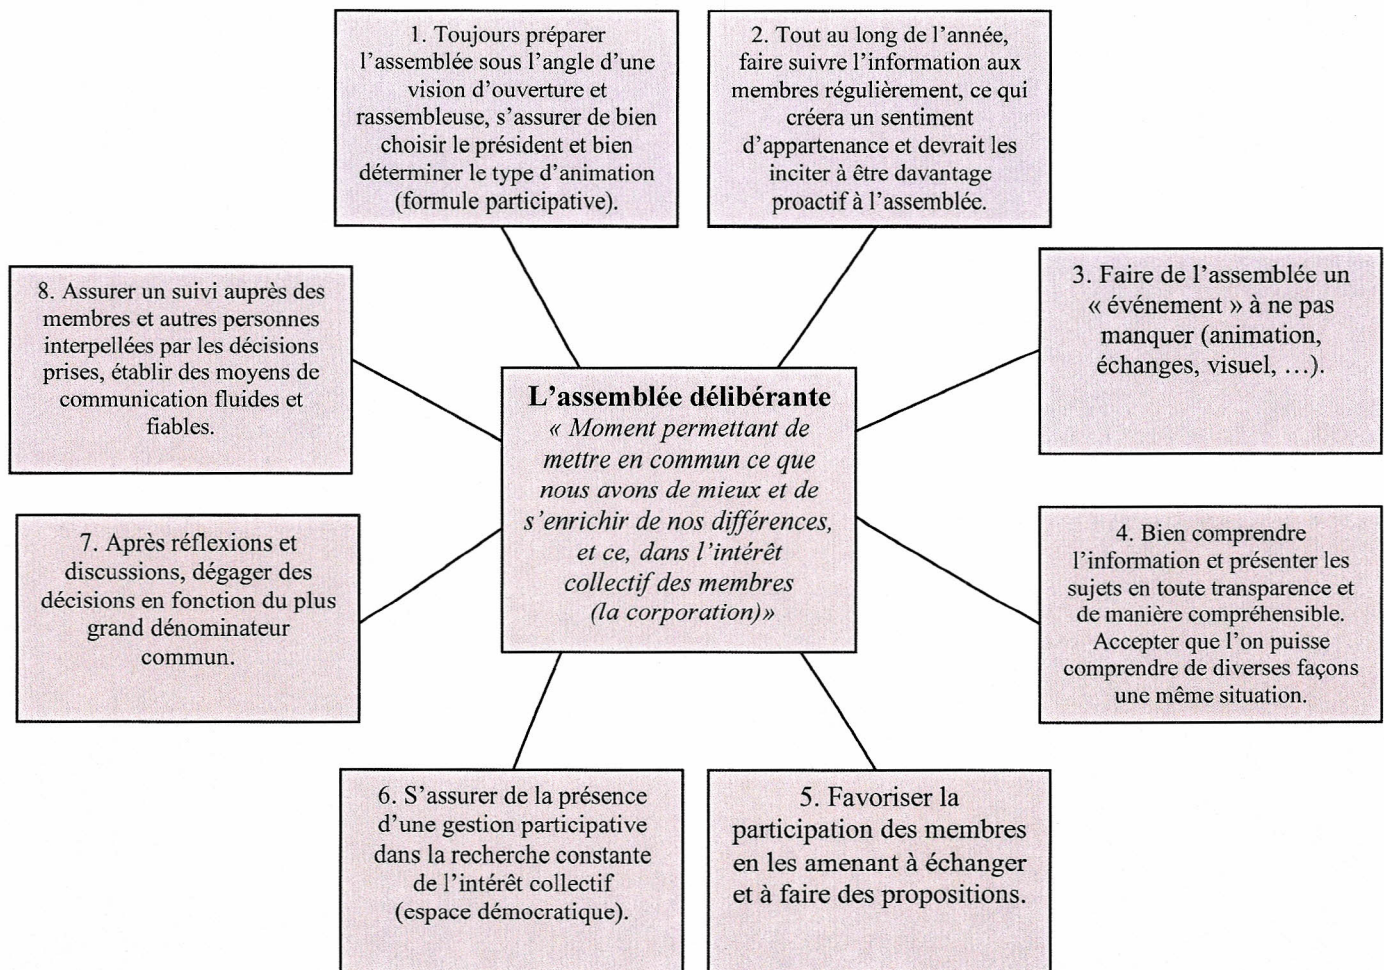 1. Toujours préparer
l'assemblée sous l'angle d'une
vision d'ouverture et
rassembleuse, s'assurer de bien
choisir le président et bien
déterminer le type d'animation
(formule participative).
2. Tout au long de l'année,
faire suivre l'information aux
membres régulièrement, ce qui
créera un sentiment
d'appartenance et devrait les
inciter à être davantage
proactif à l'assemblée.
3. Faire de l'assemblée un
« événement » à ne pas
manquer (animation,
échanges, visuel, …).
4. Bien comprendre
l'information et présenter les
sujets en toute transparence et
de manière compréhensible.
Accepter que l'on puisse
comprendre de diverses façons
une même situation.
5. Favoriser la
participation des membres
en les amenant à échanger
et à faire des propositions.
6. S'assurer de la présence
d'une gestion participative
dans la recherche constante
de l'intérêt collectif
(espace démocratique).
7. Après réflexions et
discussions, dégager des
décisions en fonction du plus
grand dénominateur
commun.
8. Assurer un suivi auprès des
membres et autres personnes
interpellées par les décisions
prises, établir des moyens de
communication fluides et
fiables.
L'assemblée délibérante
« Moment permettant de
mettre en commun ce que
nous avons de mieux et de
s'enrichir de nos différences,
et ce, dans l'intérêt
collectif des membres
(la corporation)»